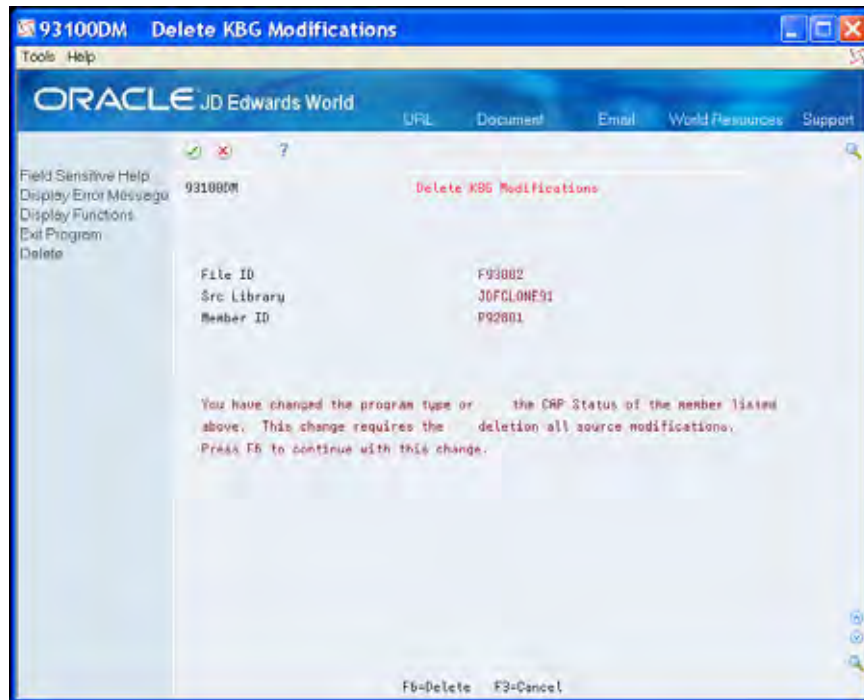 93100DM Delete KBG Modifications
Tools Help
ORACLE JD Edwards World
URL Document Email World Resources Support
?
Field Sensitive Help
Display Error Message
Display Functions
Exit Program
Delete
93100DM Delete KBG Modifications
File ID F93002
Src Library JDFCLONE91
Member ID P92801
You have changed the program type or the CAP Status of the member listed
above. This change requires the deletion all source modifications.
Press F6 to continue with this change.
F6=Delete F3=Cancel